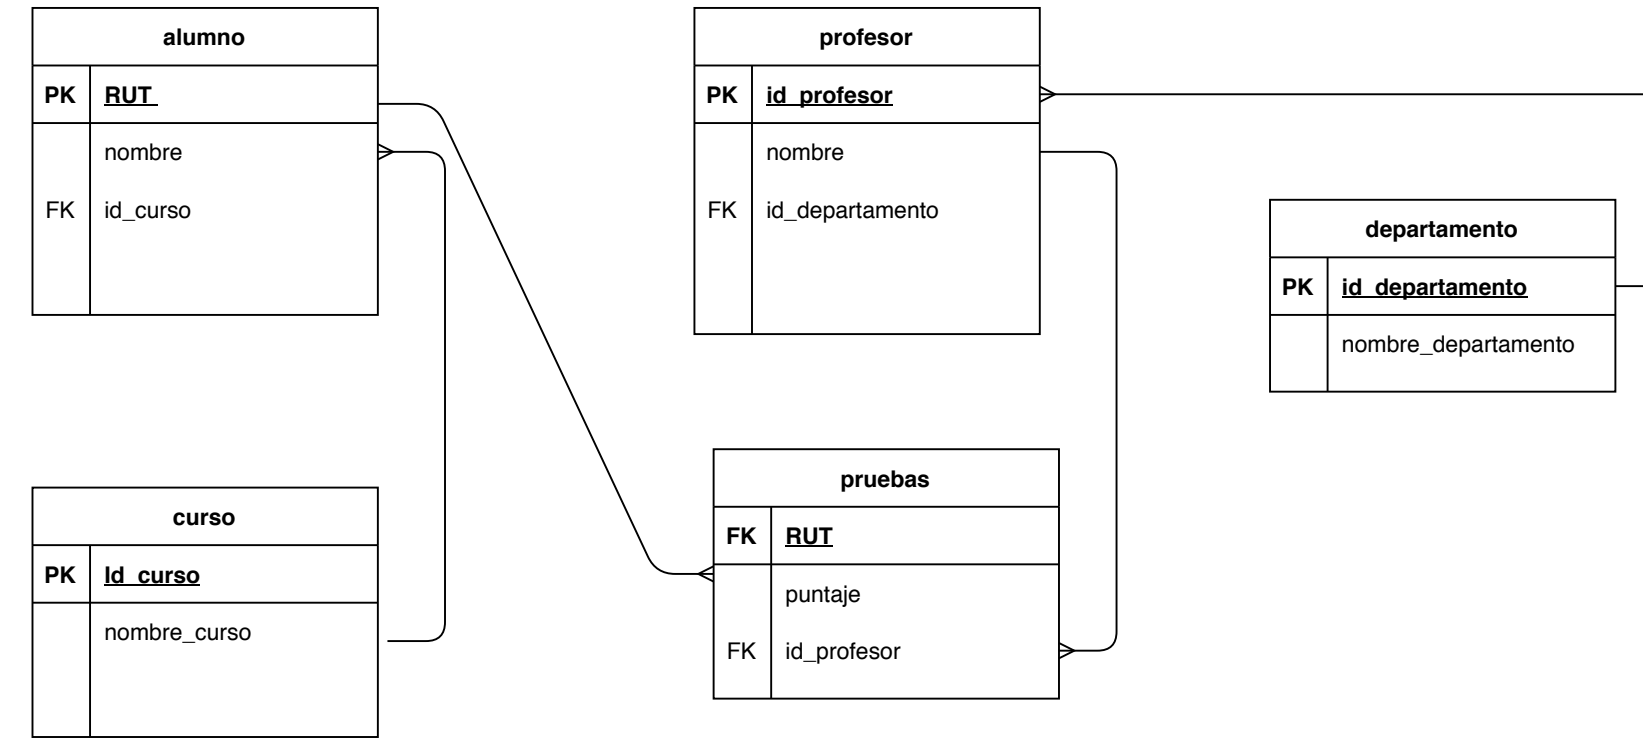 alumno
PK RUT
nombre
FK id_curso
profesor
PK id_profesor
nombre
FK id_departamento
departamento
PK id_departamento
nombre_departamento
curso
PK Id_curso
nombre_curso
pruebas
FK RUT
puntaje
FK id_profesor